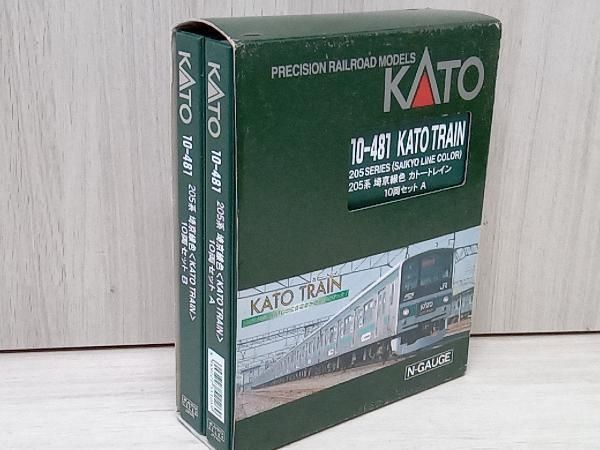 KATO
10-481
205系 埼京線色 <KATO TRAIN>
10両セット B
KATO
10-481
205系 埼京線色 <KATO TRAIN>
10両セット A
PRECISION RAILROAD MODELS
KATO
10-481 KATO TRAIN
205 SERIES (SAIKYO LINE COLOR)
205系 埼京線色 カトートレイン
10両セット A
KATO TRAIN
JR
KATO
N-GAUGE